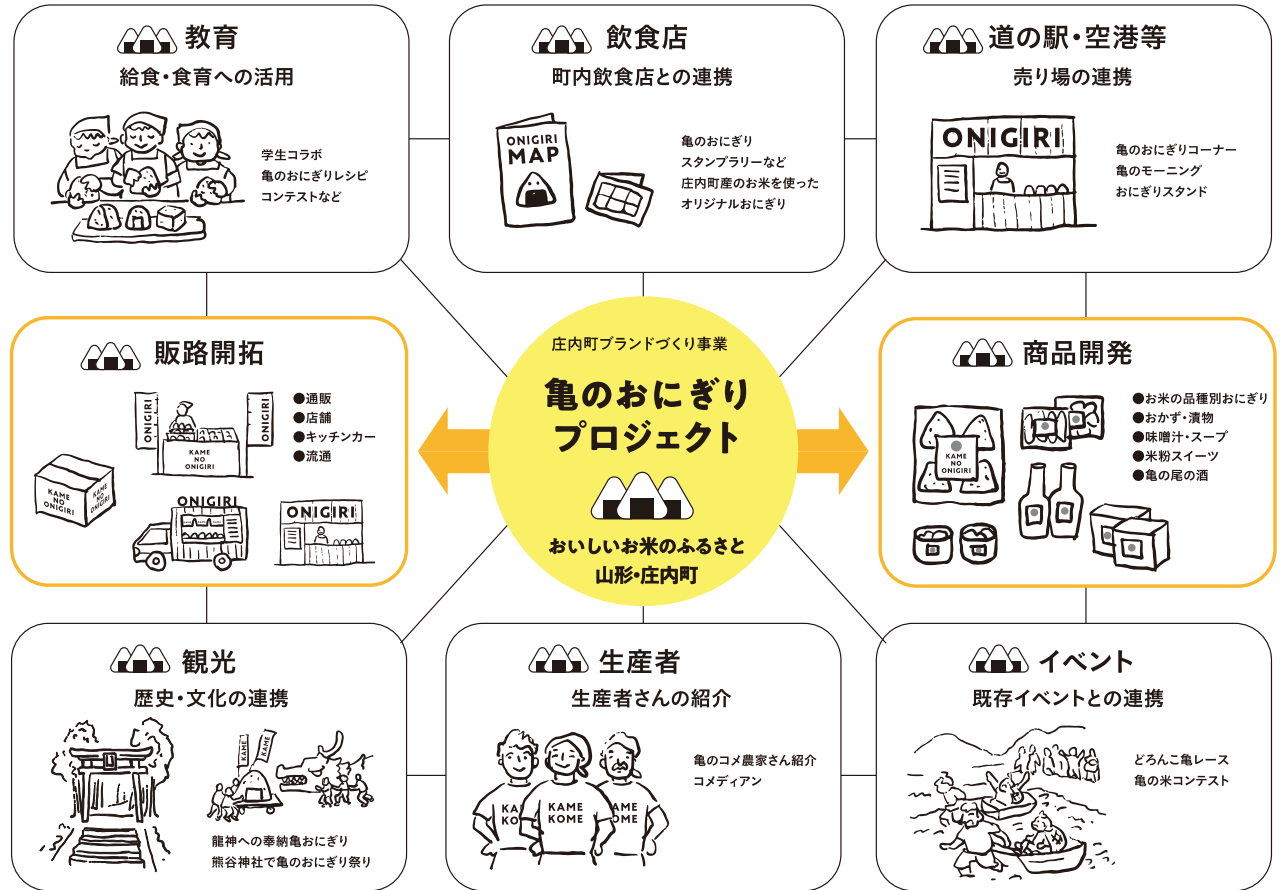 教育
給食・食育への活用
学生コラボ
亀のおにぎりレシピ
コンテストなど
飲食店
町内飲食店との連携
ONIGIRI
MAP
亀のおにぎり
スタンプラリーなど
庄内町産のお米を使った
オリジナルおにぎり
道の駅・空港等
売り場の連携
ONIGIRI
亀のおにぎりコーナー
亀のモーニング
おにぎりスタンド
販路開拓
ONIGIRI
ONIGIRI
KAME
NO
ONIGIRI
●通販
●店舗
●キッチンカー
●流通
KAME
NO
ONIGIRI
KAME
NO
ONIGIRI
ONIGIRI
ONIGIRI
庄内町ブランドづくり事業
亀のおにぎり
プロジェクト
おいしいお米のふるさと
山形・庄内町
商品開発
KAME
NO
ONIGIRI
●お米の品種別おにぎり
●おかず・漬物
●味噌汁・スープ
●米粉スイーツ
●亀の尾の酒
観光
歴史・文化の連携
KAME
KAME
龍神への奉納亀おにぎり
熊谷神社で亀のおにぎり祭り
生産者
生産者さんの紹介
KA
KO
KAME
KOME
AME
OME
亀のコメ農家さん紹介
コメディアン
イベント
既存イベントとの連携
どろんこ亀レース
亀の米コンテスト